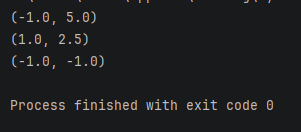 (-1.0, 5.0)
(1.0, 2.5)
(-1.0, -1.0)
Process finished with exit code 0